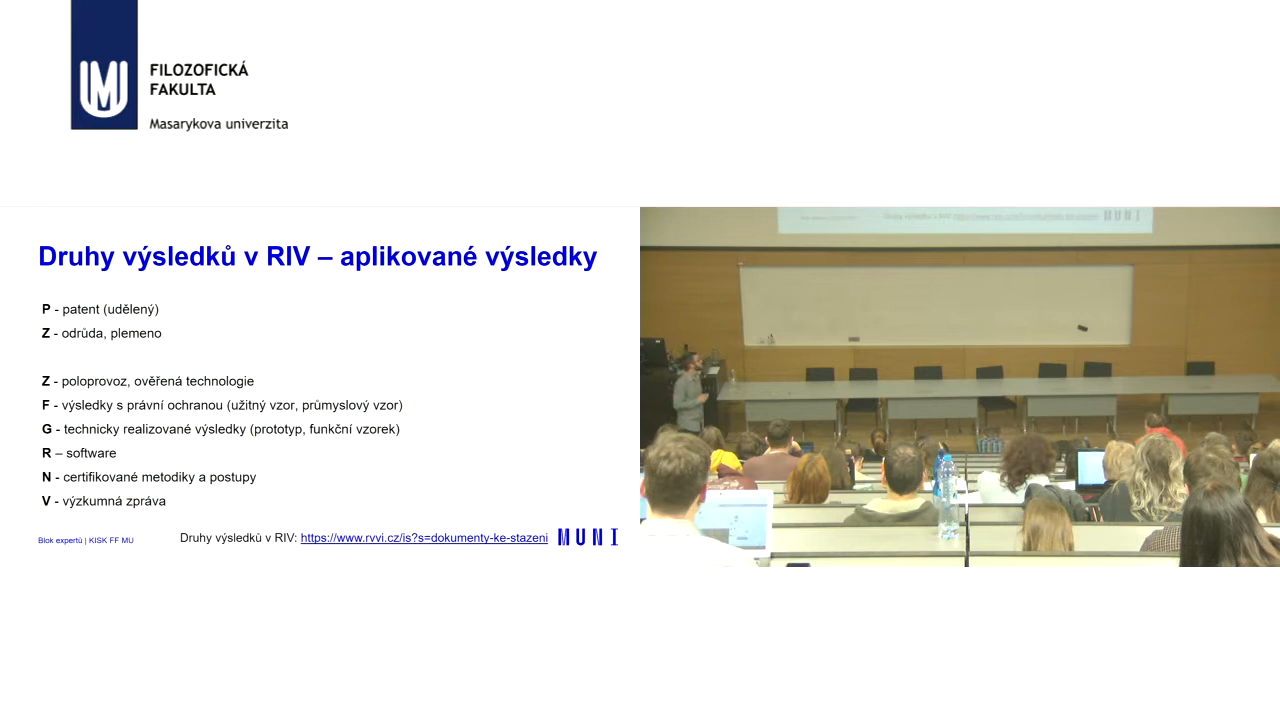 FILOZOFICKÁ
FAKULTA
Masarykova univerzita
Druhy výsledků v RIV – aplikované výsledky
P - patent (udělený)
Z - odrůda, plemeno
Z - poloprovoz, ověřená technologie
F - výsledky s právní ochranou (užitný vzor, průmyslový vzor)
G - technicky realizované výsledky (prototyp, funkční vzorek)
R – software
N - certifikované metodiky a postupy
V - výzkumná zpráva
Blok expertů | KISK FF MU
Druhy výsledků v RIV: https://www.rvvi.cz/is?s=dokumenty-ke-stazeni
MUNI
MUNI